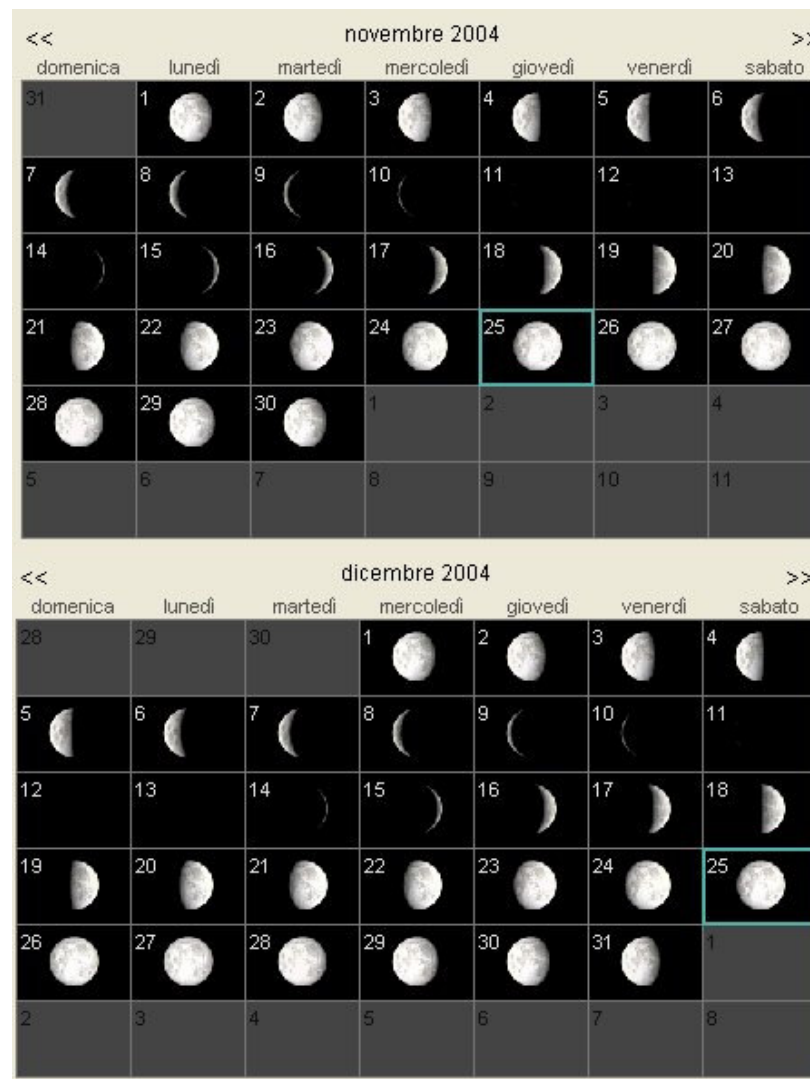 << novembre 2004 >>
domenica lunedì martedì mercoledì giovedì venerdì sabato
31 1 2 3 4 5 6
7 8 9 10 11 12 13
14 15 16 17 18 19 20
21 22 23 24 25 26 27
28 29 30 1 2 3 4
5 6 7 8 9 10 11
<< dicembre 2004 >>
domenica lunedì martedì mercoledì giovedì venerdì sabato
28 29 30 1 2 3 4
5 6 7 8 9 10 11
12 13 14 15 16 17 18
19 20 21 22 23 24 25
26 27 28 29 30 31 1
2 3 4 5 6 7 8